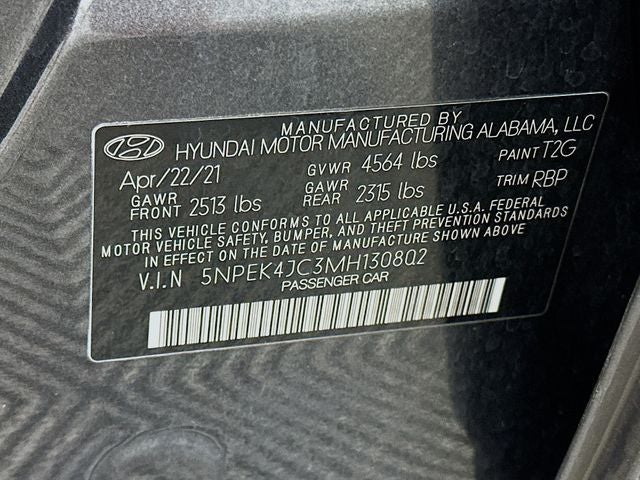 MANUFACTURED BY
HYUNDAI MOTOR MANUFACTURING ALABAMA, LLC
Apr/22/21 GVWR 4564 lbs PAINT T2G
GAWR FRONT 2513 lbs GAWR REAR 2315 lbs TRIM RBP
THIS VEHICLE CONFORMS TO ALL APPLICABLE U.S.A. FEDERAL
MOTOR VEHICLE SAFETY, BUMPER, AND THEFT PREVENTION STANDARDS
IN EFFECT ON THE DATE OF MANUFACTURE SHOWN ABOVE
V.I.N 5NPEK4JC3MH130802
PASSENGER CAR